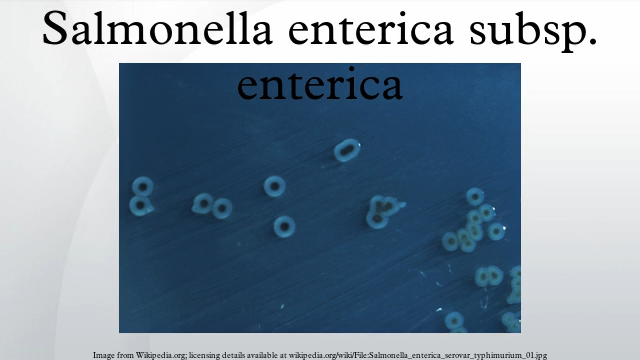 Salmonella enterica subsp.
enterica
Image from Wikipedia.org; licensing details available at wikipedia.org/wiki/File:Salmonella_enterica_serovar_typhimurium_01.jpg